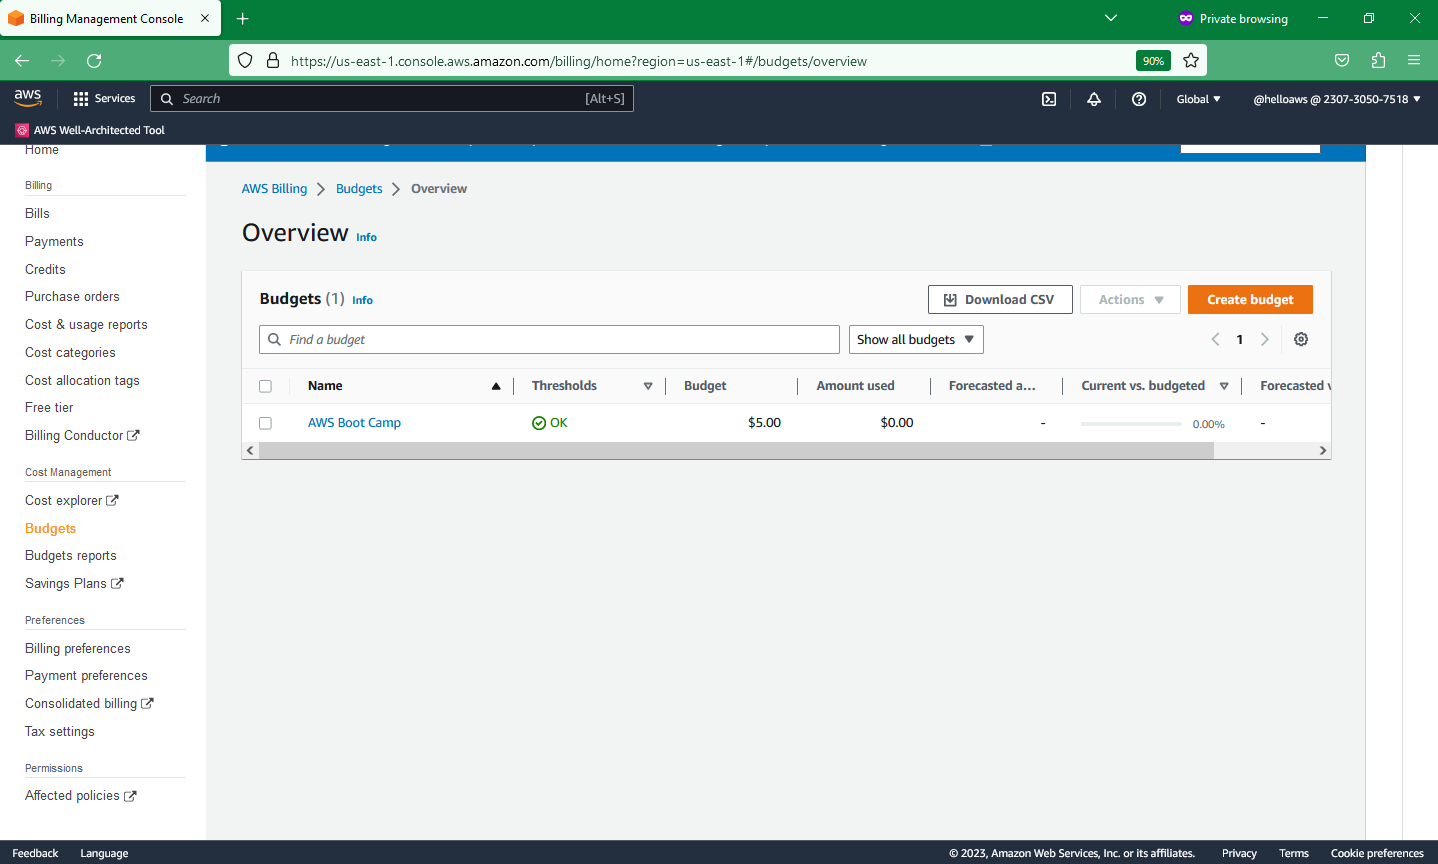 Billing Management Console
Private browsing
https://us-east-1.console.aws.amazon.com/billing/home?region=us-east-1#/budgets/overview
90%
aws
Services
Search
[Alt+S]
Global
@helloaws @ 2307-3050-7518
AWS Well-Architected Tool
Home
Billing
Bills
Payments
Credits
Purchase orders
Cost & usage reports
Cost categories
Cost allocation tags
Free tier
Billing Conductor
Cost Management
Cost explorer
Budgets
Budgets reports
Savings Plans
Preferences
Billing preferences
Payment preferences
Consolidated billing
Tax settings
Permissions
Affected policies
AWS Billing > Budgets > Overview
Overview Info
Budgets (1) Info
Download CSV
Actions
Create budget
Find a budget
Show all budgets
1
Name Thresholds Budget Amount used Forecasted a... Current vs. budgeted Forecasted
AWS Boot Camp OK $5.00 $0.00 - 0.00% -
Feedback Language © 2023, Amazon Web Services, Inc. or its affiliates. Privacy Terms Cookie preferences